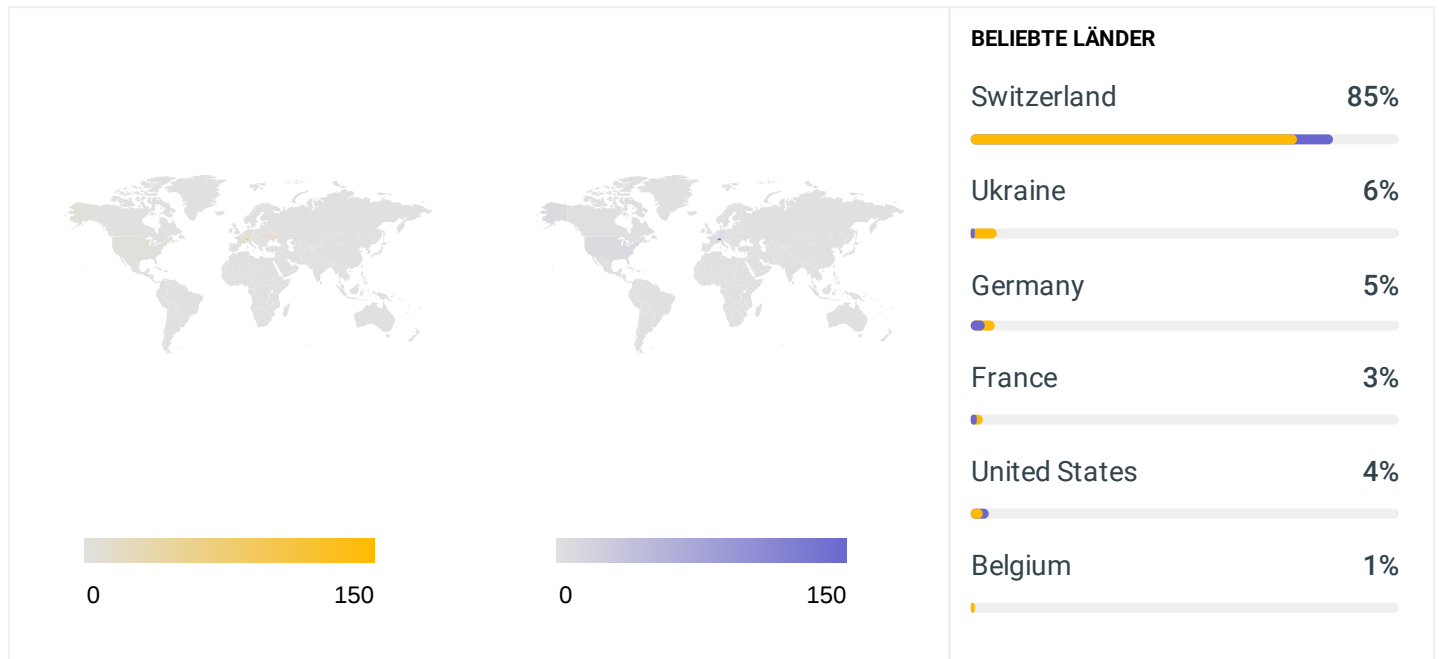 BELIEBTE LÄNDER
Switzerland 85%
Ukraine 6%
Germany 5%
France 3%
United States 4%
Belgium 1%
0 150
0 150